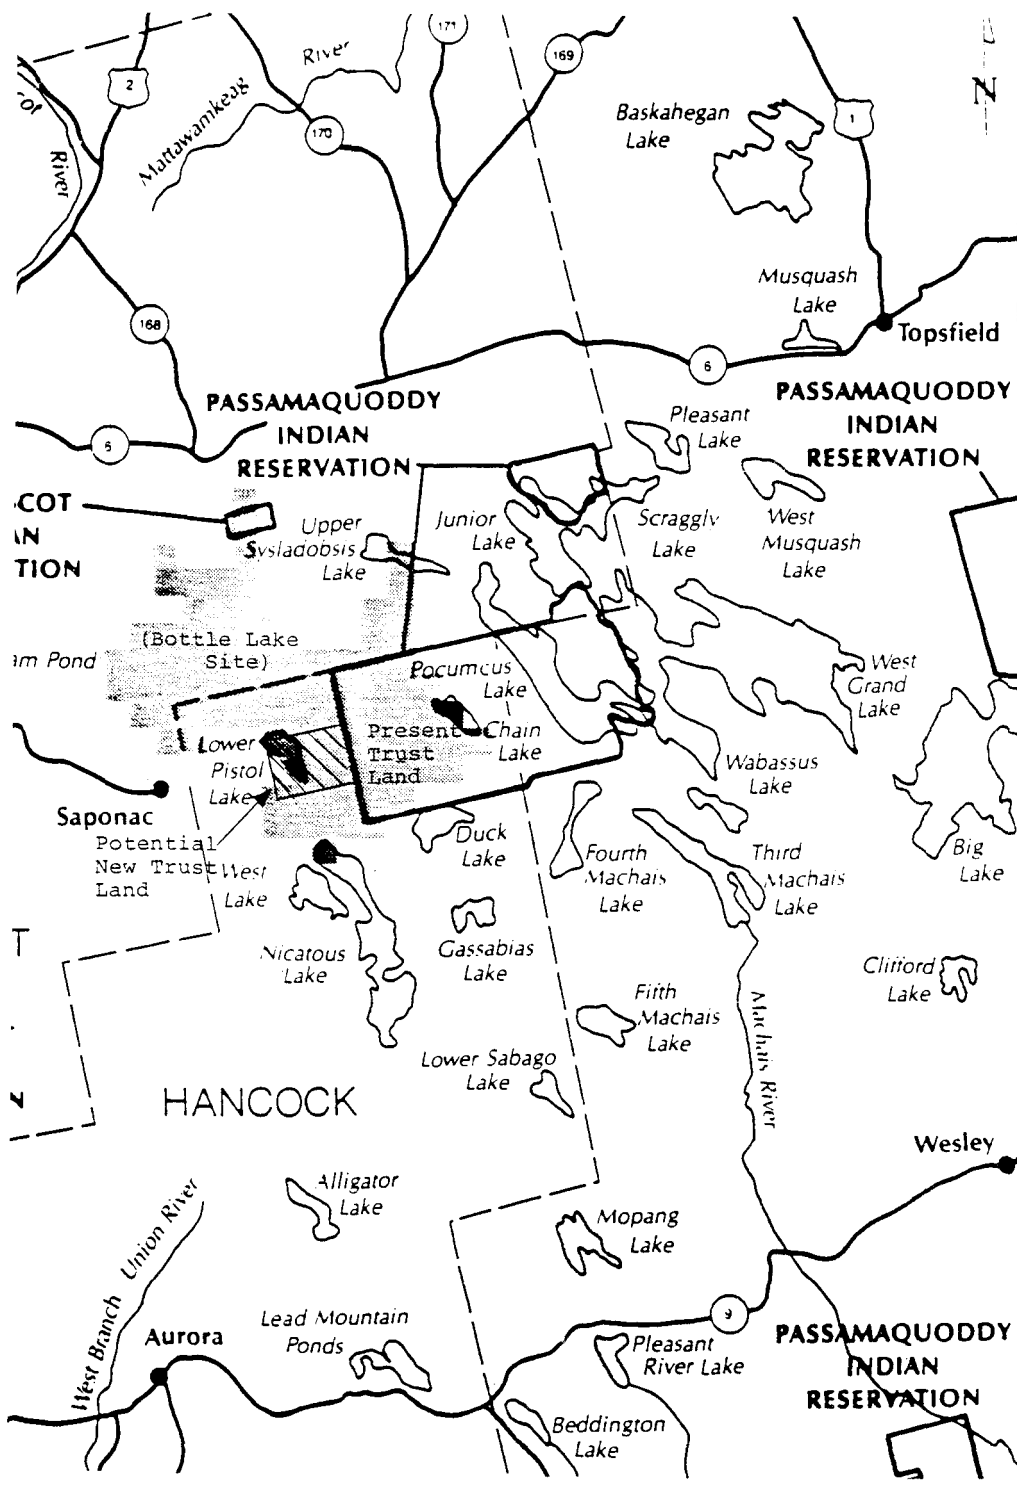 171
River
169
2
Mattawamkeag
170
N
Baskahegan
Lake
1
cot
River
Musquash
Lake
168
Topsfield
6
PASSAMAQUODDY
INDIAN
RESERVATION
PASSAMAQUODDY
INDIAN
RESERVATION
Pleasant
Lake
6
COT
AN
TION
Upper
Sysladobsis
Lake
Junior
Lake
Scraggly
Lake
West
Musquash
Lake
(Bottle Lake
Site)
am Pond
Pocumcus
Lake
West
Grand
Lake
Lower
Pistol
Lake
Present
Trust
Land
Chain
Lake
Wabassus
Lake
Saponac
Potential
New Trust
Land
West
Lake
Duck
Lake
Fourth
Machais
Lake
Third
Machais
Lake
Big
Lake
T
Nicatous
Lake
Gassabias
Lake
Clifford
Lake
Fifth
Machais
Lake
Machais River
Lower Sabago
Lake
N
HANCOCK
Wesley
Alligator
Lake
Mopang
Lake
West Branch Union River
9
Lead Mountain
Ponds
Aurora
Pleasant
River Lake
PASSAMAQUODDY
INDIAN
RESERVATION
Beddington
Lake